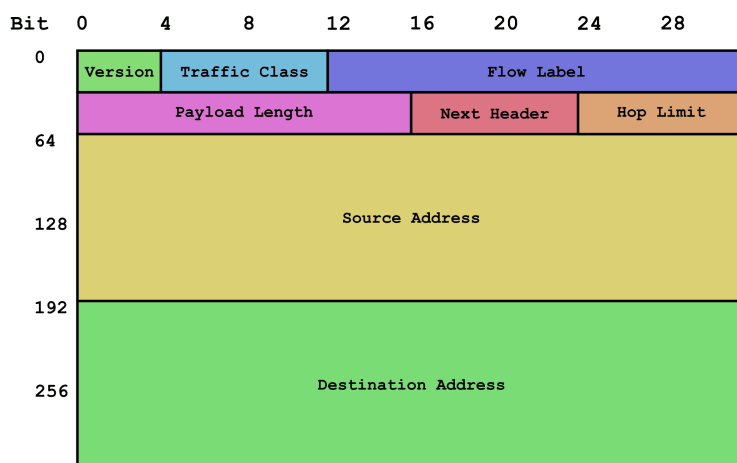 Bit 0 4 8 12 16 20 24 28
0
Version Traffic Class Flow Label
Payload Length Next Header Hop Limit
64
Source Address
128
192
Destination Address
256